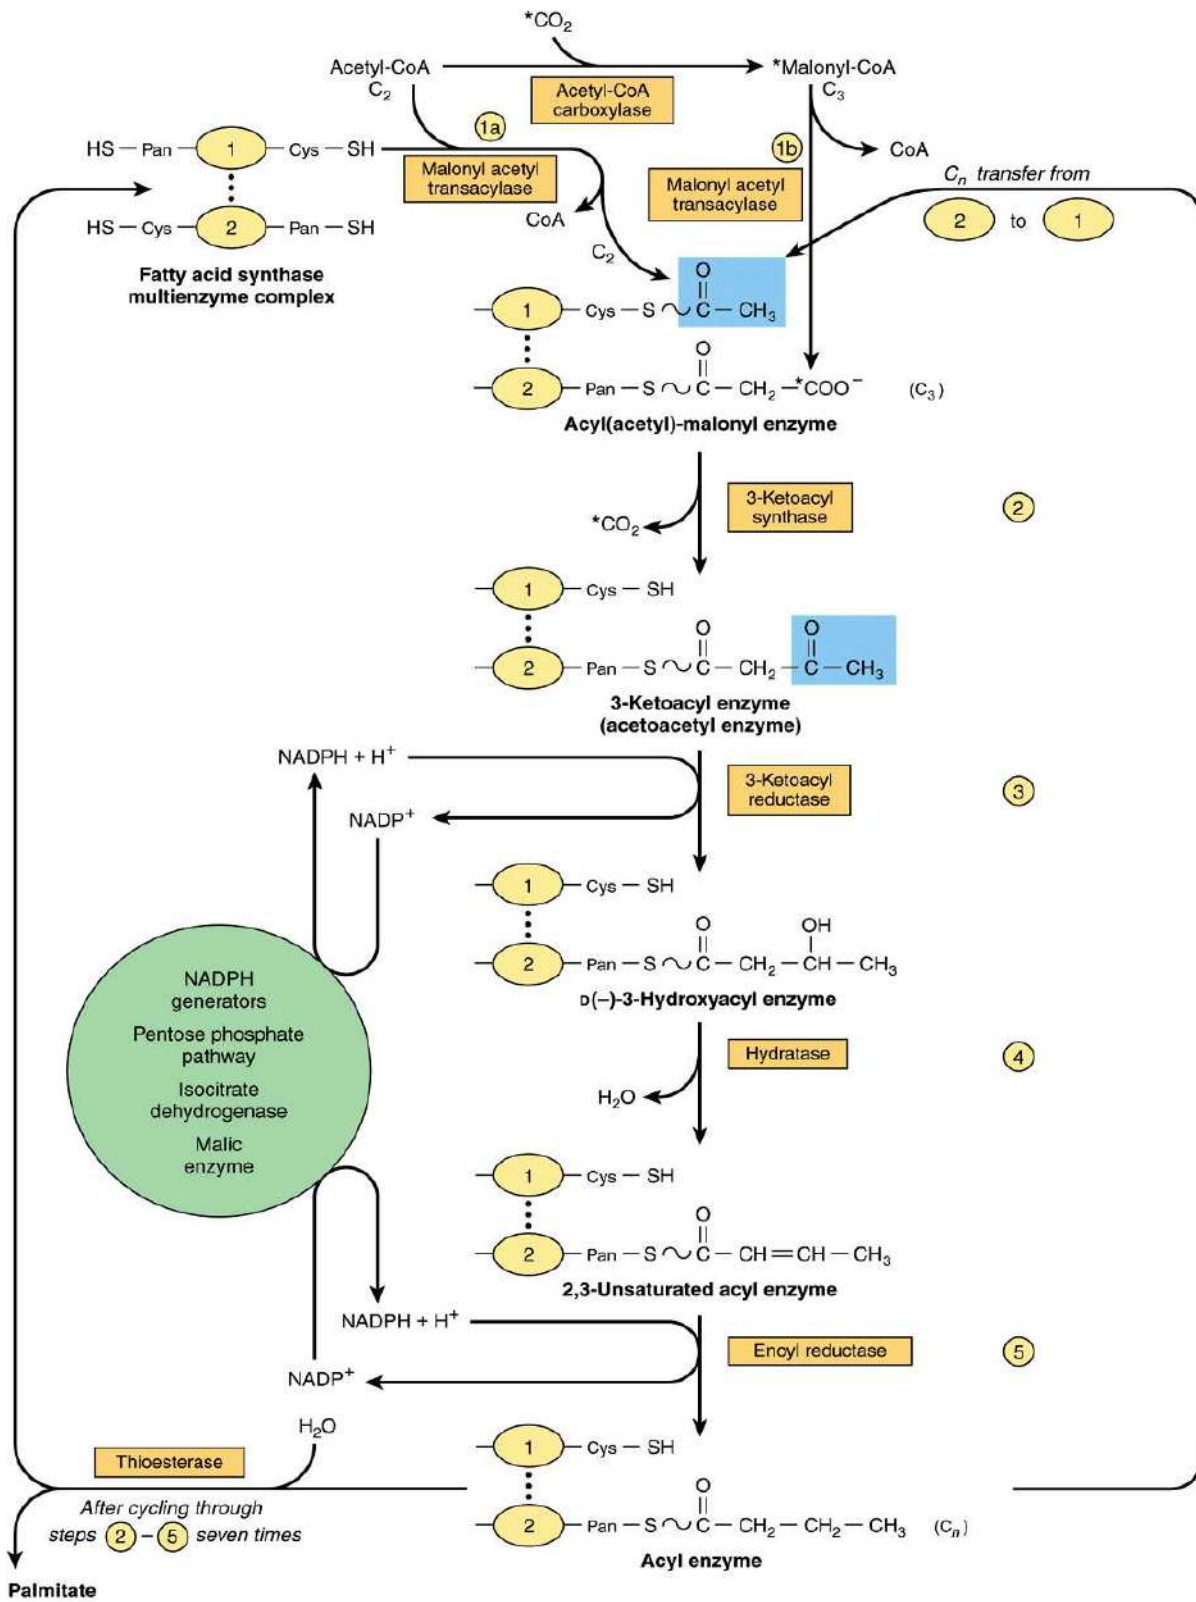 *CO₂
Acetyl-CoA
C₂
*Malonyl-CoA
C₃
Acetyl-CoA
carboxylase
1a
1b
HS — Pan — 1 — Cys — SH
Malonyl acetyl
transacylase
Malonyl acetyl
transacylase
CoA
Cₙ transfer from
2 to 1
HS — Cys — 2 — Pan — SH
CoA
C₂
Fatty acid synthase
multienzyme complex
O
1 — Cys — S ~ C — CH₃
O
2 — Pan — S ~ C — CH₂ — *COO⁻ (C₃)
Acyl(acetyl)-malonyl enzyme
3-Ketoacyl
synthase
2
*CO₂
1 — Cys — SH
O O
2 — Pan — S ~ C — CH₂ — C — CH₃
3-Ketoacyl enzyme
(acetoacetyl enzyme)
NADPH + H⁺
3-Ketoacyl
reductase
3
NADP⁺
1 — Cys — SH
O OH
2 — Pan — S ~ C — CH₂ — CH — CH₃
D(–)-3-Hydroxyacyl enzyme
NADPH
generators
Pentose phosphate
pathway
Isocitrate
dehydrogenase
Malic
enzyme
Hydratase
4
H₂O
1 — Cys — SH
O
2 — Pan — S ~ C — CH = CH — CH₃
2,3-Unsaturated acyl enzyme
NADPH + H⁺
Enoyl reductase
5
NADP⁺
H₂O
Thioesterase
After cycling through
steps 2 – 5 seven times
1 — Cys — SH
O
2 — Pan — S ~ C — CH₂ — CH₂ — CH₃ (Cₙ)
Acyl enzyme
Palmitate